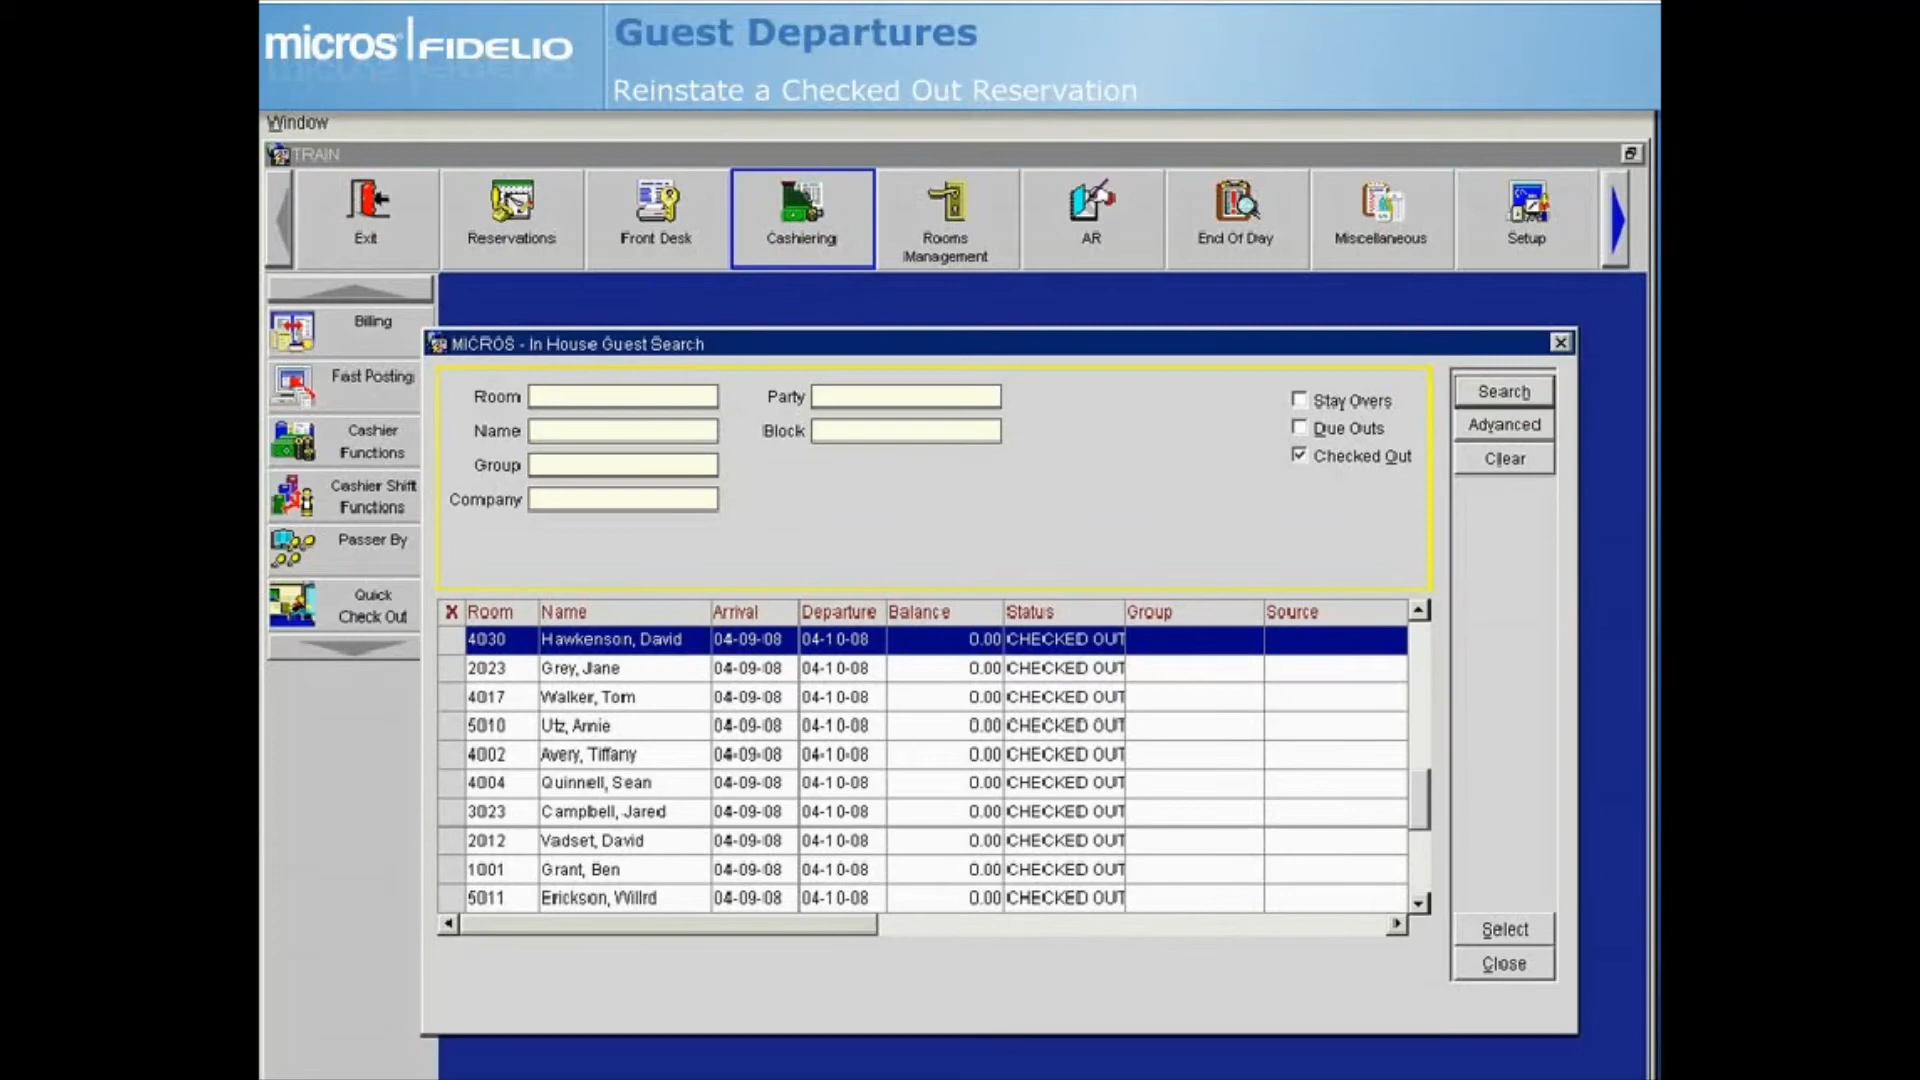 micros | FIDELIO
Guest Departures
Reinstate a Checked Out Reservation
Window
TRAIN
Exit
Reservations
Front Desk
Cashiering
Rooms
Management
AR
End Of Day
Miscellaneous
Setup
Billing
Fast Posting
Cashier
Functions
Cashier Shift
Functions
Passer By
Quick
Check Out
MICROS - In House Guest Search
Room
Party
Stay Overs
Search
Name
Block
Due Outs
Advanced
Group
Checked Out
Clear
Company
X Room Name Arrival Departure Balance Status Group Source
4030 Hawkenson, David 04-09-08 04-10-08 0.00 CHECKED OUT
2023 Grey, Jane 04-09-08 04-10-08 0.00 CHECKED OUT
4017 Walker, Tom 04-09-08 04-10-08 0.00 CHECKED OUT
5010 Utz, Arnie 04-09-08 04-10-08 0.00 CHECKED OUT
4002 Avery, Tiffany 04-09-08 04-10-08 0.00 CHECKED OUT
4004 Quinnell, Sean 04-09-08 04-10-08 0.00 CHECKED OUT
3023 Campbell, Jared 04-09-08 04-10-08 0.00 CHECKED OUT
2012 Vadset, David 04-09-08 04-10-08 0.00 CHECKED OUT
1001 Grant, Ben 04-09-08 04-10-08 0.00 CHECKED OUT
5011 Erickson, Willrd 04-09-08 04-10-08 0.00 CHECKED OUT
Select
Close